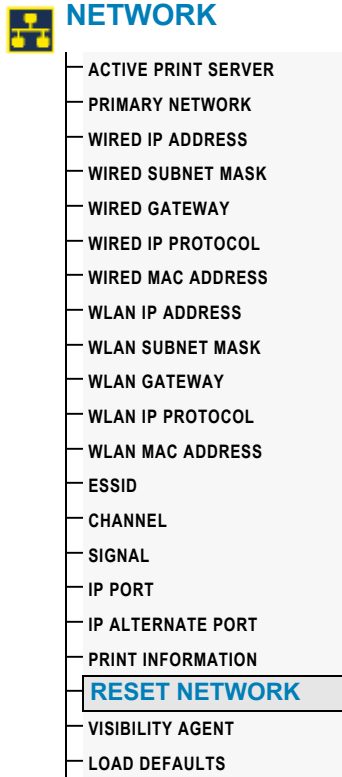 NETWORK
ACTIVE PRINT SERVER
PRIMARY NETWORK
WIRED IP ADDRESS
WIRED SUBNET MASK
WIRED GATEWAY
WIRED IP PROTOCOL
WIRED MAC ADDRESS
WLAN IP ADDRESS
WLAN SUBNET MASK
WLAN GATEWAY
WLAN IP PROTOCOL
WLAN MAC ADDRESS
ESSID
CHANNEL
SIGNAL
IP PORT
IP ALTERNATE PORT
PRINT INFORMATION
RESET NETWORK
VISIBILITY AGENT
LOAD DEFAULTS